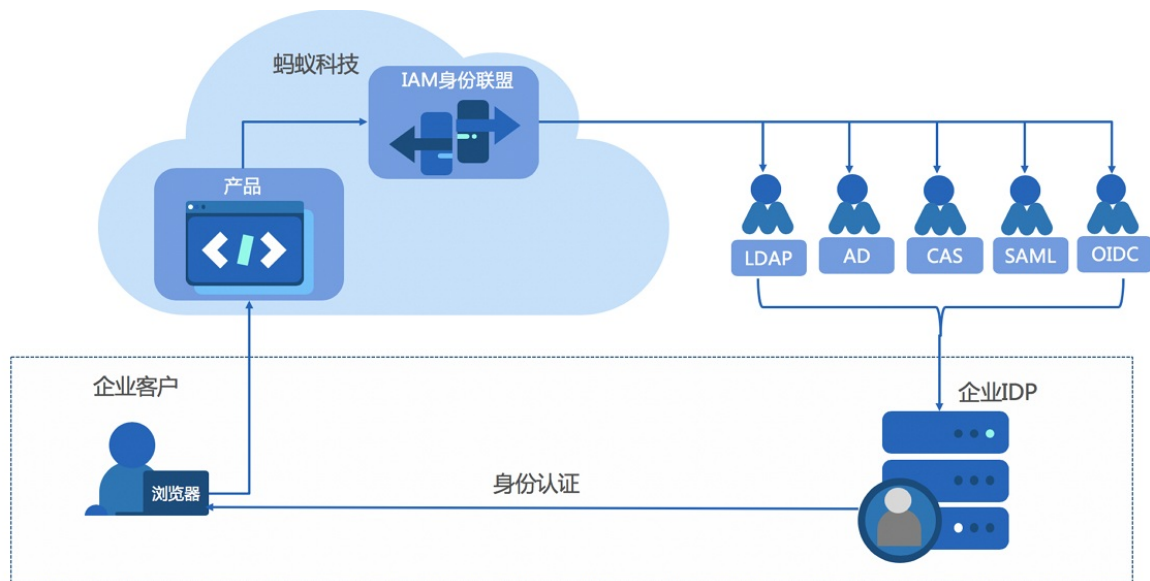 蚂蚁科技
IAM身份联盟
产品
LDAP
AD
CAS
SAML
OIDC
企业客户
企业IDP
浏览器
身份认证